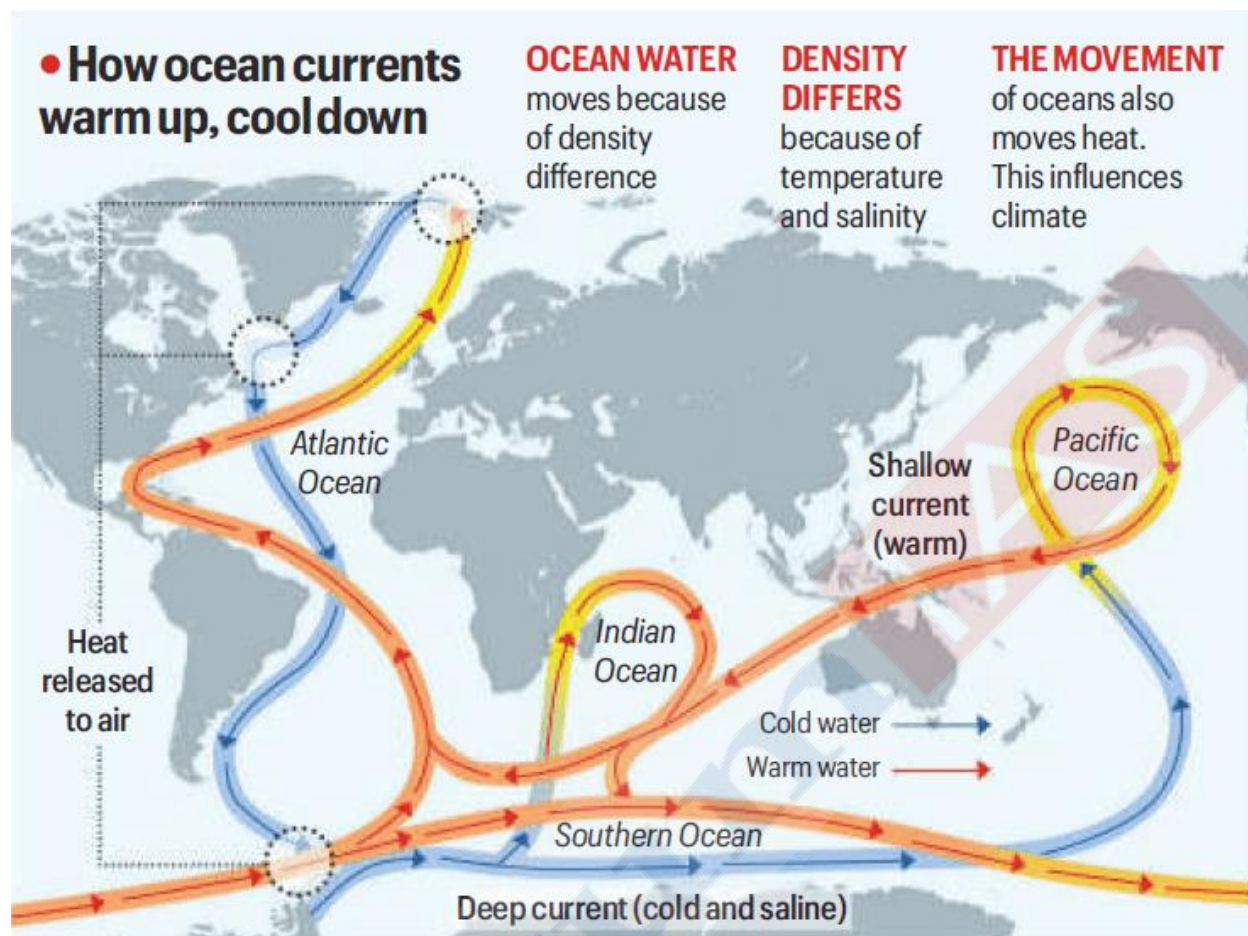 • How ocean currents
warm up, cool down
OCEAN WATER
moves because
of density
difference
DENSITY
DIFFERS
because of
temperature
and salinity
THE MOVEMENT
of oceans also
moves heat.
This influences
climate
Atlantic
Ocean
Pacific
Ocean
Shallow
current
(warm)
Indian
Ocean
Heat
released
to air
Cold water
Warm water
Southern Ocean
Deep current (cold and saline)